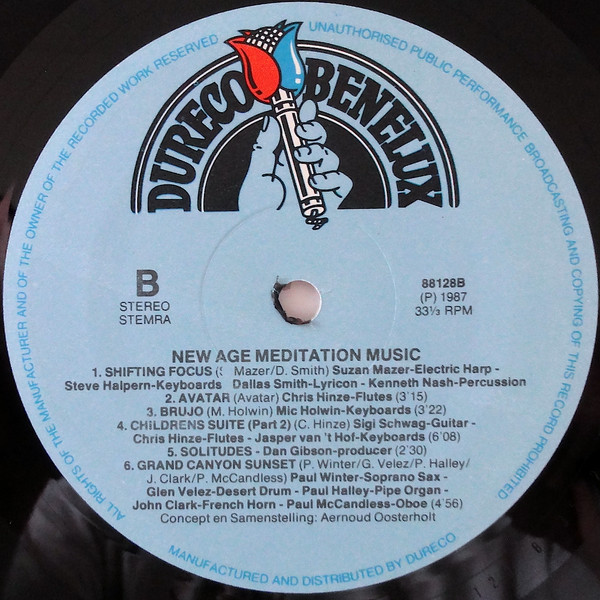 ALL RIGHTS OF THE MANUFACTURER AND OF THE OWNER OF THE RECORDED WORK RESERVED
UNAUTHORISED PUBLIC PERFORMANCE BROADCASTING AND COPYING OF THIS RECORD PROHIBITED
DURECO BENELUX
B
STEREO
STEMRA
88128B
(P) 1987
33⅓ RPM
NEW AGE MEDITATION MUSIC
1. SHIFTING FOCUS ( Mazer/D. Smith) Suzan Mazer-Electric Harp -
Steve Halpern-Keyboards Dallas Smith-Lyricon - Kenneth Nash-Percussion
2. AVATAR (Avatar) Chris Hinze-Flutes (3'15)
3. BRUJO (M. Holwin) Mic Holwin-Keyboards (3'22)
4. CHILDRENS SUITE (Part 2) (C. Hinze) Sigi Schwag-Guitar -
Chris Hinze-Flutes - Jasper van 't Hof-Keyboards (6'08)
5. SOLITUDES - Dan Gibson-producer (2'30)
6. GRAND CANYON SUNSET (P. Winter/G. Velez/P. Halley/
J. Clark/P. McCandless) Paul Winter-Soprano Sax -
Glen Velez-Desert Drum - Paul Halley-Pipe Organ -
John Clark-French Horn - Paul McCandless-Oboe (4'56)
Concept en Samenstelling: Aernoud Oosterholt
MANUFACTURED AND DISTRIBUTED BY DURECO